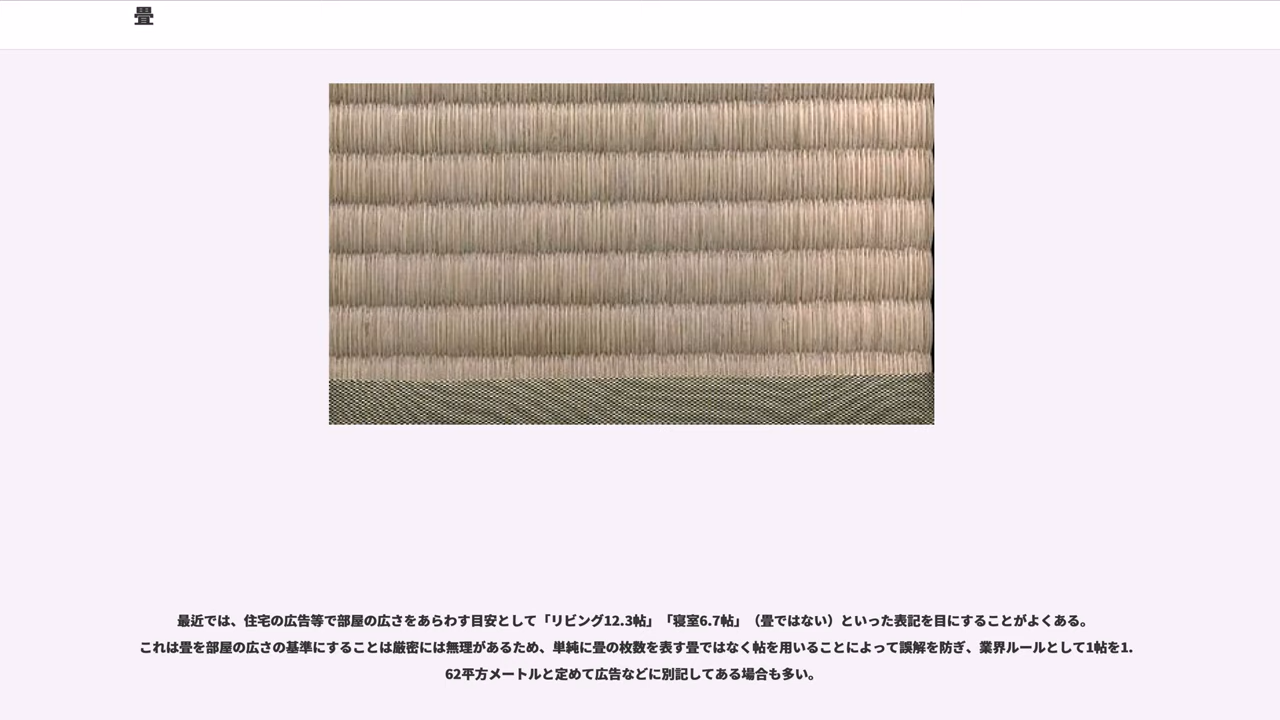 畳
最近では、住宅の広告等で部屋の広さをあらわす目安として「リビング12.3帖」「寝室6.7帖」（畳ではない）といった表記を目にすることがよくある。
これは畳を部屋の広さの基準にすることは厳密には無理があるため、単純に畳の枚数を表す畳ではなく帖を用いることによって誤解を防ぎ、業界ルールとして1帖を1.
62平方メートルと定めて広告などに別記してある場合も多い。